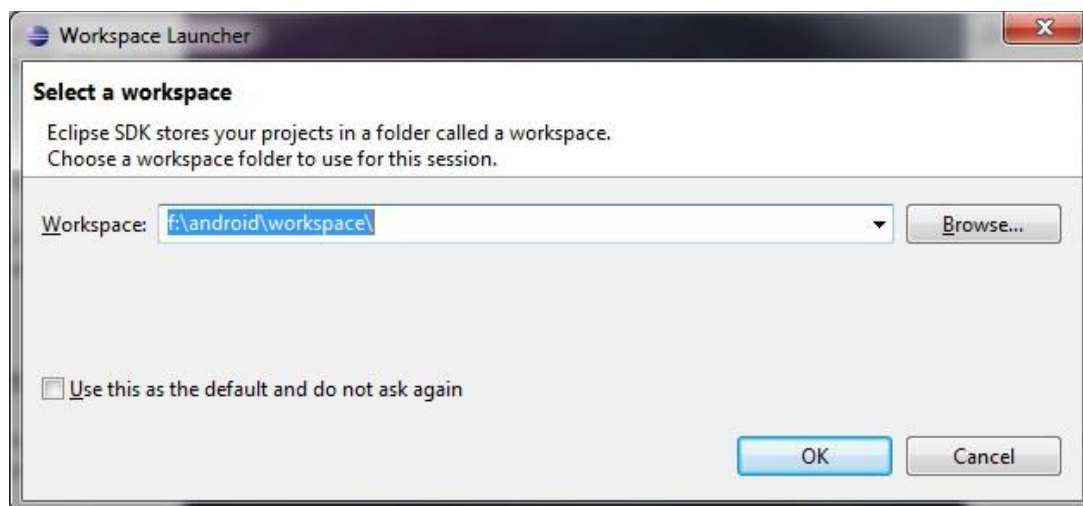 Workspace Launcher
Select a workspace
Eclipse SDK stores your projects in a folder called a workspace.
Choose a workspace folder to use for this session.
Workspace: f:\android\workspace\ Browse...
Use this as the default and do not ask again
OK Cancel